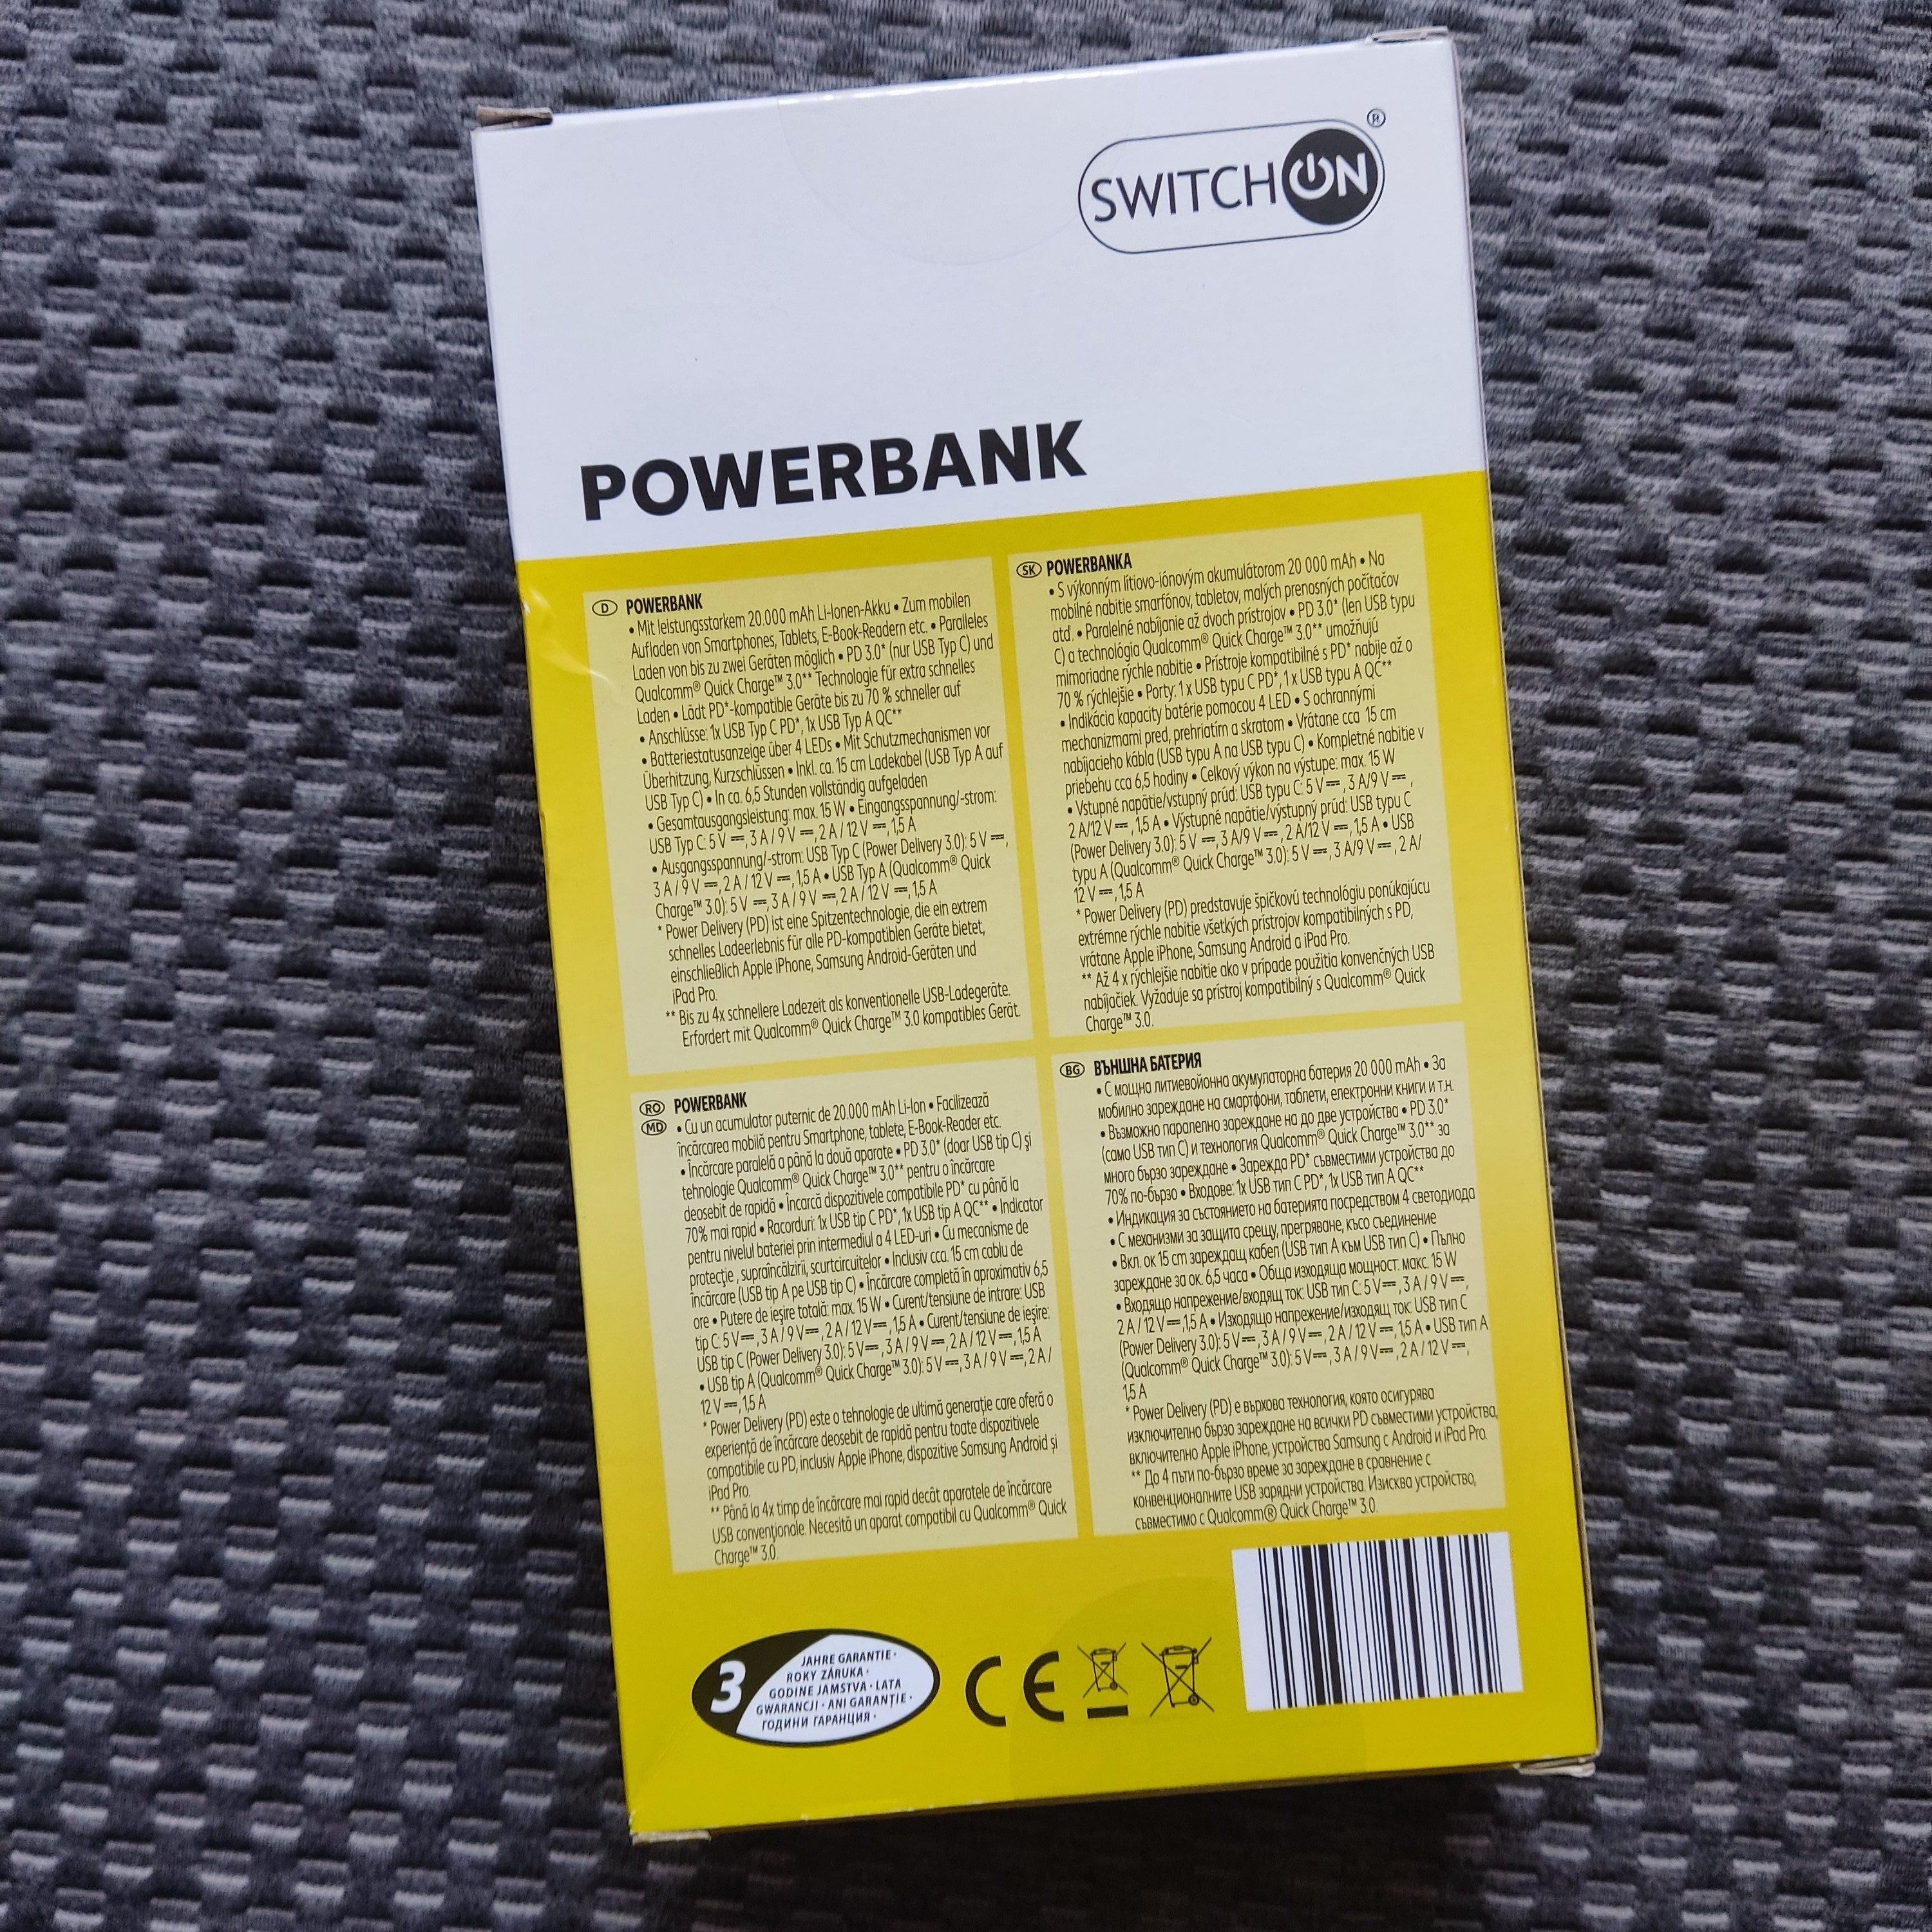 SWITCH ON ®
POWERBANK
D POWERBANK
• Mit leistungsstarkem 20.000 mAh Li-Ionen-Akku • Zum mobilen
Aufladen von Smartphones, Tablets, E-Book-Readern etc. • Paralleles
Laden von bis zu zwei Geräten möglich • PD 3.0* (nur USB Typ C) und
Qualcomm® Quick Charge™ 3.0** Technologie für extra schnelles
Laden • Lädt PD*-kompatible Geräte bis zu 70 % schneller auf
• Anschlüsse: 1x USB Typ C PD*, 1x USB Typ A QC**
• Batteriestatusanzeige über 4 LEDs • Mit Schutzmechanismen vor
Überhitzung, Kurzschlüssen • Inkl. ca. 15 cm Ladekabel (USB Typ A auf
USB Typ C) • In ca. 6,5 Stunden vollständig aufgeladen
• Gesamtausgangsleistung: max. 15 W • Eingangsspannung/-strom:
USB Typ C: 5 V ⎓, 3 A / 9 V ⎓, 2 A / 12 V ⎓, 1,5 A
• Ausgangsspannung/-strom: USB Typ C (Power Delivery 3.0): 5 V ⎓,
3 A / 9 V ⎓, 2 A / 12 V ⎓, 1,5 A • USB Typ A (Qualcomm® Quick
Charge™ 3.0): 5 V ⎓, 3 A / 9 V ⎓, 2 A / 12 V ⎓, 1,5 A
* Power Delivery (PD) ist eine Spitzentechnologie, die ein extrem
schnelles Ladeerlebnis für alle PD-kompatiblen Geräte bietet,
einschließlich Apple iPhone, Samsung Android-Geräten und
iPad Pro.
** Bis zu 4x schnellere Ladezeit als konventionelle USB-Ladegeräte.
Erfordert mit Qualcomm® Quick Charge™ 3.0 kompatibles Gerät.
SK POWERBANKA
• S výkonným lítiovo-iónovým akumulátorom 20 000 mAh • Na
mobilné nabitie smarfónov, tabletov, malých prenosných počítačov
atď. • Paralelné nabíjanie až dvoch prístrojov • PD 3.0* (len USB typu
C) a technológia Qualcomm® Quick Charge™ 3.0** umožňujú
mimoriadne rýchle nabitie • Prístroje kompatibilné s PD* nabije až o
70 % rýchlejšie • Porty: 1 x USB typu C PD*, 1 x USB typu A QC**
• Indikácia kapacity batérie pomocou 4 LED • S ochrannými
mechanizmami pred, prehriatím a skratom • Vrátane cca 15 cm
nabíjacieho kábla (USB typu A na USB typu C) • Kompletné nabitie v
priebehu cca 6,5 hodiny • Celkový výkon na výstupe: max. 15 W
• Vstupné napätie/vstupný prúd: USB typu C: 5 V ⎓, 3 A/9 V ⎓,
2 A/12 V ⎓, 1,5 A • Výstupné napätie/výstupný prúd: USB typu C
(Power Delivery 3.0): 5 V ⎓, 3 A/9 V ⎓, 2 A/12 V ⎓, 1,5 A • USB
typu A (Qualcomm® Quick Charge™ 3.0): 5 V ⎓, 3 A/9 V ⎓, 2 A/
12 V ⎓, 1,5 A
* Power Delivery (PD) predstavuje špičkovú technológiu ponúkajúcu
extrémne rýchle nabitie všetkých prístrojov kompatibilných s PD,
vrátane Apple iPhone, Samsung Android a iPad Pro.
** Až 4 x rýchlejšie nabitie ako v prípade použitia konvenčných USB
nabíjačiek. Vyžaduje sa prístroj kompatibilný s Qualcomm® Quick
Charge™ 3.0.
RO MD POWERBANK
• Cu un acumulator puternic de 20.000 mAh Li-Ion • Facilizează
încărcarea mobilă pentru Smartphone, tablete, E-Book-Reader etc.
• Încărcare paralelă a până la două aparate • PD 3.0* (doar USB tip C) şi
tehnologie Qualcomm® Quick Charge™ 3.0** pentru o încărcare
deosebit de rapidă • Încarcă dispozitivele compatibile PD* cu până la
70% mai rapid • Racorduri: 1x USB tip C PD*, 1x USB tip A QC** • Indicator
pentru nivelul bateriei prin intermediul a 4 LED-uri • Cu mecanisme de
protecţie , supraîncălzirii, scurtcircuitelor • Inclusiv cca. 15 cm cablu de
încărcare (USB tip A pe USB tip C) • Încărcare completă în aproximativ 6,5
ore • Putere de ieşire totală: max. 15 W • Curent/tensiune de intrare: USB
tip C: 5 V ⎓, 3 A / 9 V ⎓, 2 A / 12 V ⎓, 1,5 A • Curent/tensiune de ieşire:
USB tip C (Power Delivery 3.0): 5 V ⎓, 3 A / 9 V ⎓, 2 A / 12 V ⎓, 1,5 A
• USB tip A (Qualcomm® Quick Charge™ 3.0): 5 V ⎓, 3 A / 9 V ⎓, 2 A /
12 V ⎓, 1,5 A
* Power Delivery (PD) este o tehnologie de ultimă generaţie care oferă o
experienţă de încărcare deosebit de rapidă pentru toate dispozitivele
compatibile cu PD, inclusiv Apple iPhone, dispozitive Samsung Android şi
iPad Pro.
** Până la 4x timp de încărcare mai rapid decât aparatele de încărcare
USB convenţionale. Necesită un aparat compatibil cu Qualcomm® Quick
Charge™ 3.0.
BG ВЪНШНА БАТЕРИЯ
• С мощна литиевойонна акумулаторна батерия 20 000 mAh • За
мобилно зареждане на смартфони, таблети, електронни книги и т.н.
• Възможно паралелно зареждане на до две устройства • PD 3.0*
(само USB тип C) и технология Qualcomm® Quick Charge™ 3.0** за
много бързо зареждане • Зарежда PD* съвместими устройства до
70% по-бързо • Входове: 1x USB тип C PD*, 1x USB тип A QC**
• Индикация за състоянието на батерията посредством 4 светодиода
• С механизми за защита срещу, прегряване, късо съединение
• Вкл. ок 15 cm зареждащ кабел (USB тип A към USB тип C) • Пълно
зареждане за ок. 6,5 часа • Обща изходяща мощност: макс. 15 W
• Входящо напрежение/входящ ток: USB тип C: 5 V ⎓, 3 A / 9 V ⎓,
2 A / 12 V ⎓, 1,5 A • Изходящо напрежение/изходящ ток: USB тип C
(Power Delivery 3.0): 5 V ⎓, 3 A / 9 V ⎓, 2 A / 12 V ⎓, 1,5 A • USB тип A
(Qualcomm® Quick Charge™ 3.0): 5 V ⎓, 3 A / 9 V ⎓, 2 A / 12 V ⎓,
1,5 A
* Power Delivery (PD) е върхова технология, която осигурява
изключително бързо зареждане на всички PD съвместими устройства,
включително Apple iPhone, устройства Samsung с Android и iPad Pro.
** До 4 пъти по-бързо време за зареждане в сравнение с
конвенционалните USB зарядни устройства. Изисква устройство,
съвместимо с Qualcomm® Quick Charge™ 3.0.
3 JAHRE GARANTIE ·
ROKY ZÁRUKA ·
GODINE JAMSTVA · LATA
GWARANCJI · ANI GARANȚIE ·
ГОДИНИ ГАРАНЦИЯ ·
CE